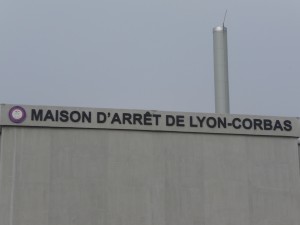 MAISON D'ARRÊT DE LYON-CORBAS